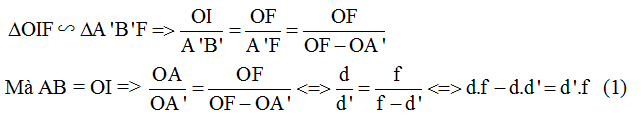 ΔOIF ∽ ΔA'B'F => OI/A'B' = OF/A'F = OF/(OF − OA')
Mà AB = OI => OA/OA' = OF/(OF − OA') <=> d/d' = f/(f − d') <=> d.f − d.d' = d'.f (1)